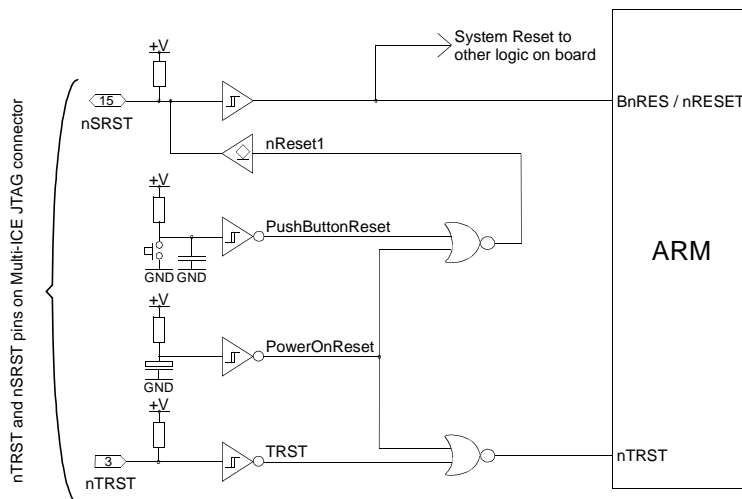 System Reset to
other logic on board
+V
15
nSRST
BnRES / nRESET
nReset1
+V
PushButtonReset
GND GND
ARM
+V
PowerOnReset
GND
+V
TRST
3
nTRST
nTRST
nTRST and nSRST pins on Multi-ICE JTAG connector